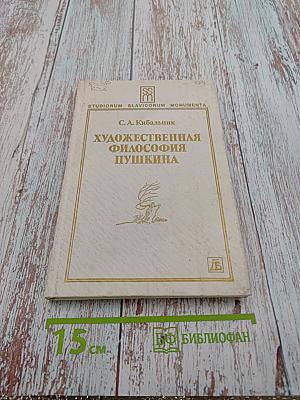 STUDIORUM SLAVICORUM MONUMENTA
С. А. Кибальник
ХУДОЖЕСТВЕННАЯ
ФИЛОСОФИЯ
ПУШКИНА
15 см.
БИБЛИОФАН